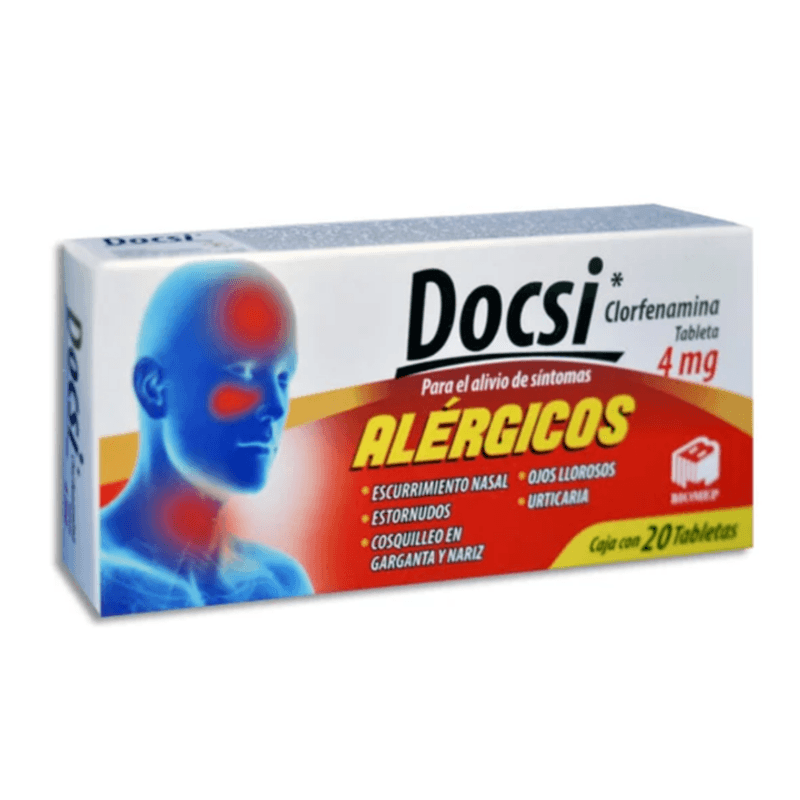 Docsi
Docsi
Docsi*
Clorfenamina
Tableta
4 mg
Para el alivio de síntomas
ALÉRGICOS
• ESCURRIMIENTO NASAL
• ESTORNUDOS
• COSQUILLEO EN
GARGANTA Y NARIZ
• OJOS LLOROSOS
• URTICARIA
BIOMEP
Caja con 20 Tabletas